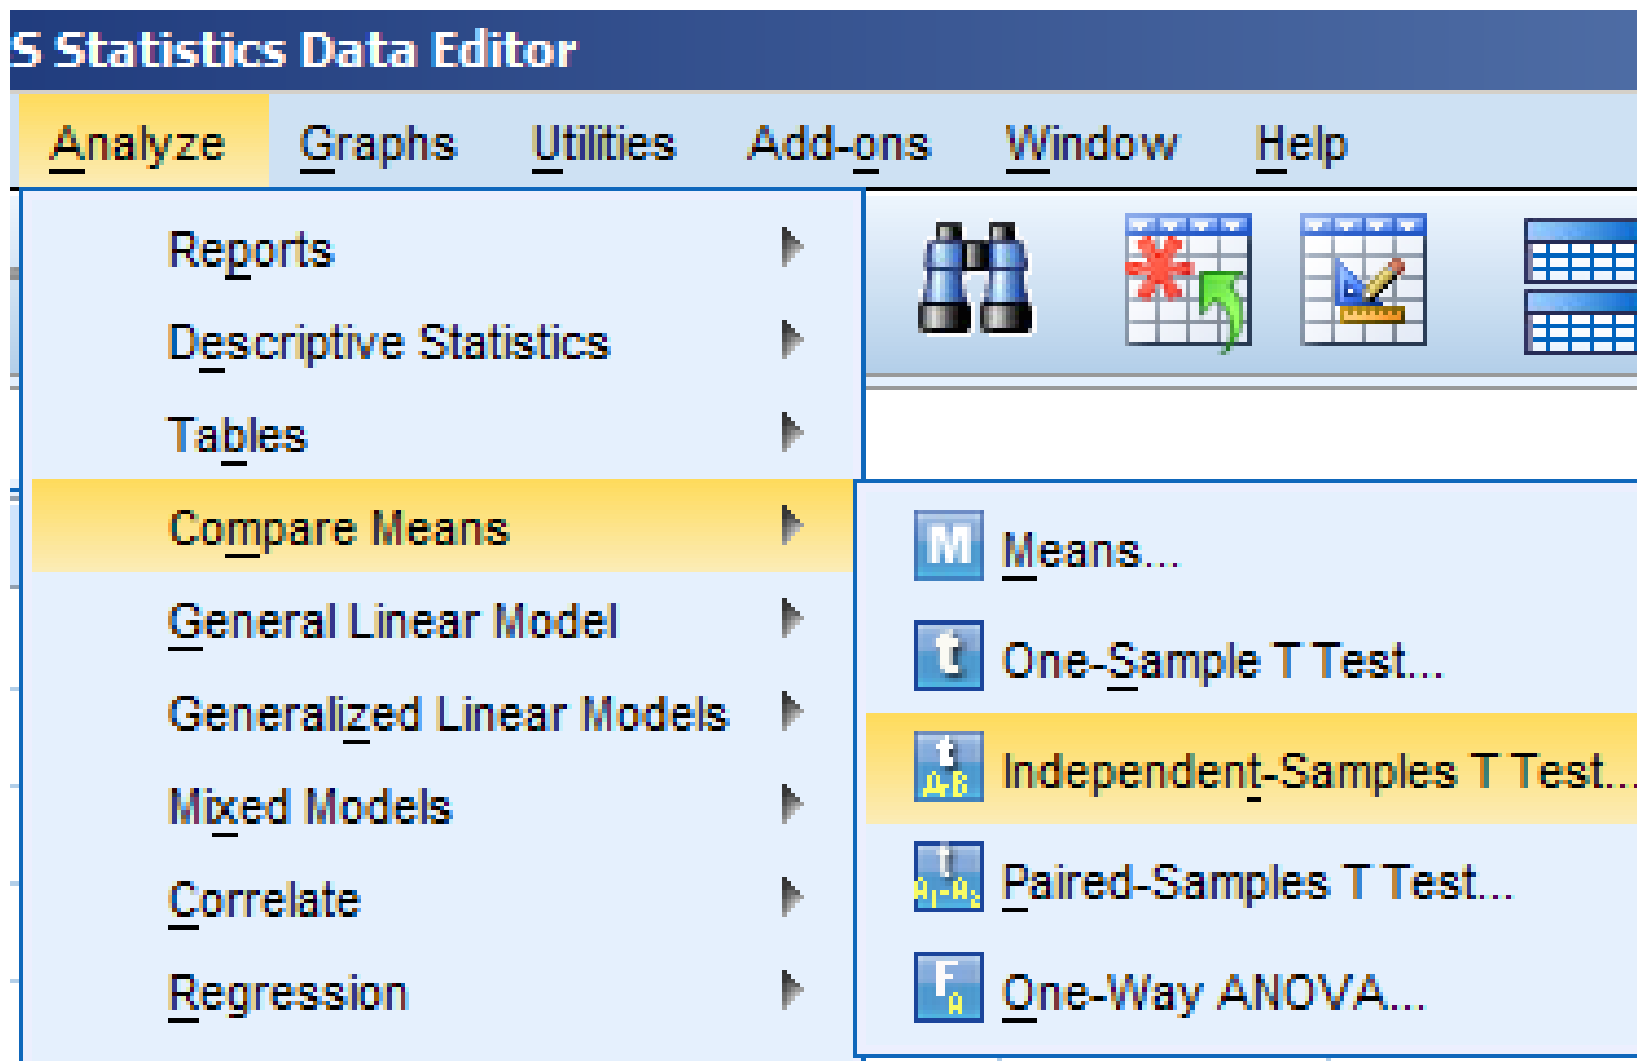 S Statistics Data Editor
Analyze Graphs Utilities Add-ons Window Help
Reports
Descriptive Statistics
Tables
Compare Means
General Linear Model
Generalized Linear Models
Mixed Models
Correlate
Regression
M Means...
t One-Sample T Test...
t A-B Independent-Samples T Test...
t A₁-A₂ Paired-Samples T Test...
F A One-Way ANOVA...